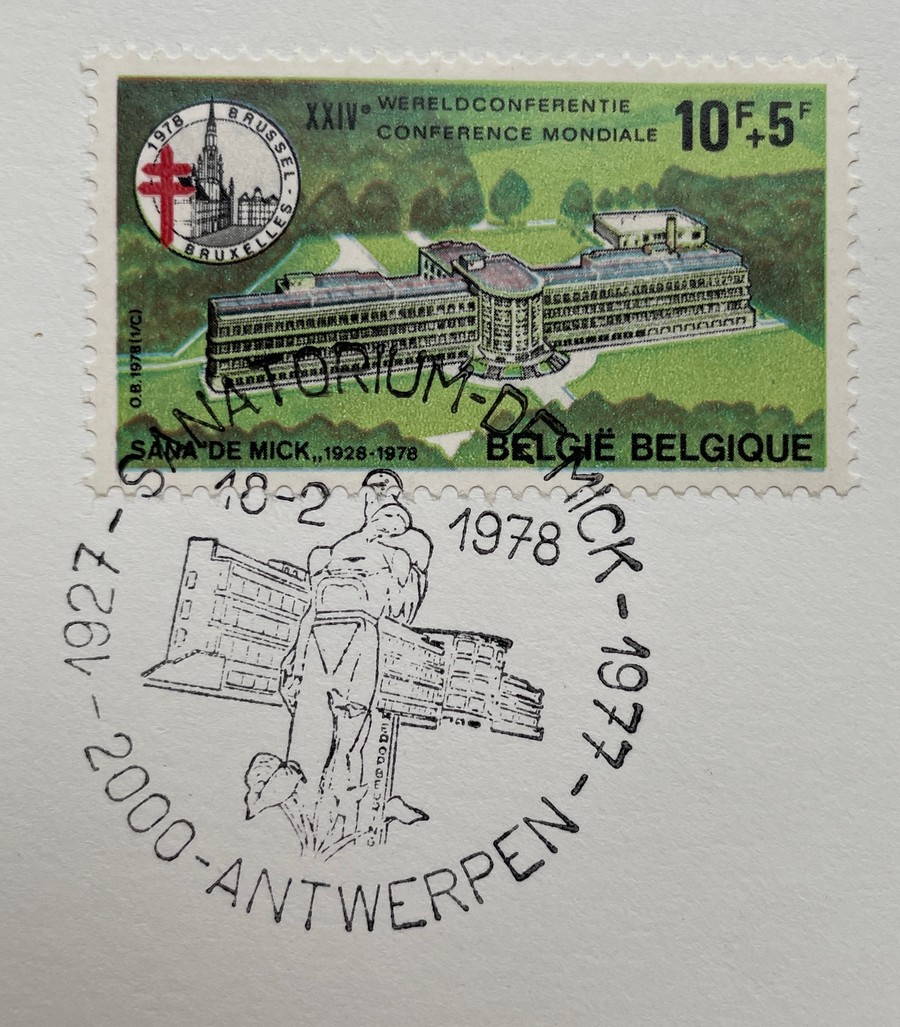 1978 BRUSSEL - BRUXELLES
XXIVe WERELDCONFERENTIE
CONFERENCE MONDIALE
10F+5F
O.B. 1978 (1/C)
SANA "DE MICK,, 1928-1978
BELGIË BELGIQUE
1927 - SANATORIUM-DE MICK - 1977 -
18-2 1978
2000-ANTWERPEN